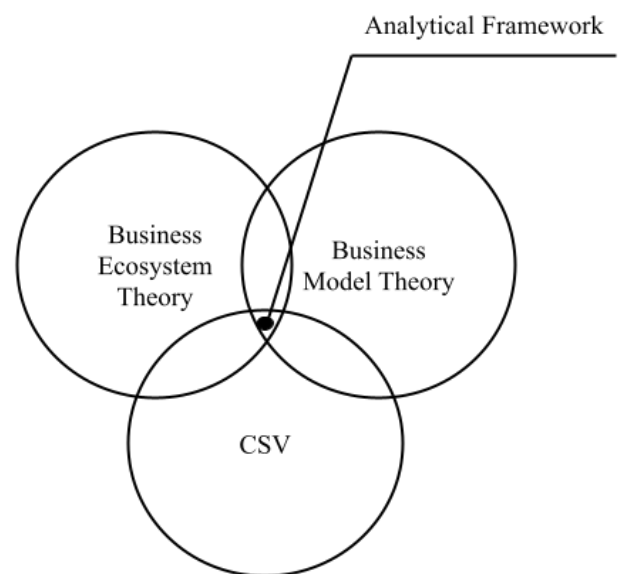 Analytical Framework
Business
Ecosystem
Theory
Business
Model Theory
CSV